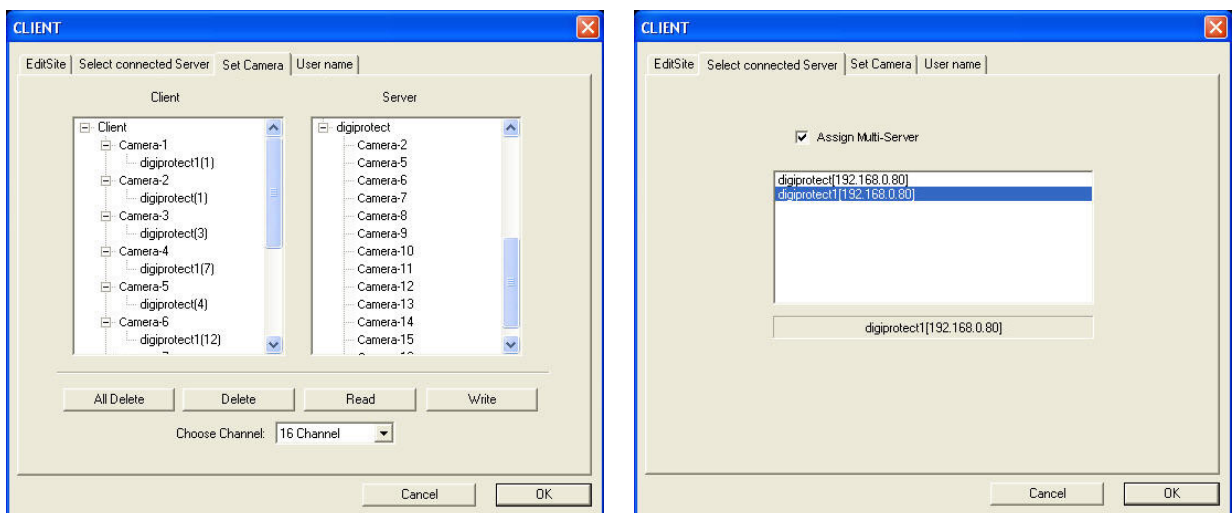 CLIENT
EditSite Select connected Server Set Camera User name
Client
Server
Client
Camera-1
digiprotect1(1)
Camera-2
digiprotect(1)
Camera-3
digiprotect(3)
Camera-4
digiprotect1(7)
Camera-5
digiprotect(4)
Camera-6
digiprotect1(12)
digiprotect
Camera-2
Camera-5
Camera-6
Camera-7
Camera-8
Camera-9
Camera-10
Camera-11
Camera-12
Camera-13
Camera-14
Camera-15
All Delete Delete Read Write
Choose Channel: 16 Channel
Cancel OK
CLIENT
EditSite Select connected Server Set Camera User name
Assign Multi-Server
digiprotect[192.168.0.80]
digiprotect1[192.168.0.80]
digiprotect1[192.168.0.80]
Cancel OK